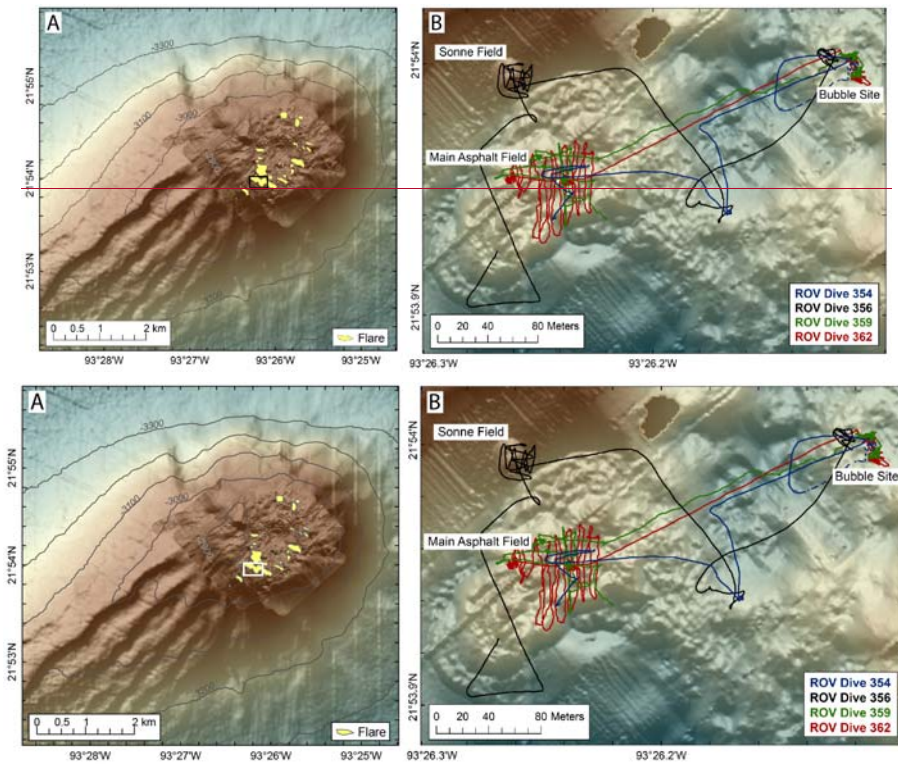 A
-3300
-3100
-3000
21°55'N
21°54'N
21°53'N
0 0.5 1 2 km
Flare
93°28'W 93°27'W 93°26'W 93°25'W
B
Sonne Field
21°54'N
Bubble Site
Main Asphalt Field
ROV Dive 354
ROV Dive 356
ROV Dive 359
ROV Dive 362
21°53.9'N
0 20 40 80 Meters
93°26.3'W 93°26.2'W
A
-3300
-3100
-3000
21°55'N
21°54'N
21°53'N
0 0.5 1 2 km
Flare
93°28'W 93°27'W 93°26'W 93°25'W
B
Sonne Field
21°54'N
Bubble Site
Main Asphalt Field
ROV Dive 354
ROV Dive 356
ROV Dive 359
ROV Dive 362
21°53.9'N
0 20 40 80 Meters
93°26.3'W 93°26.2'W